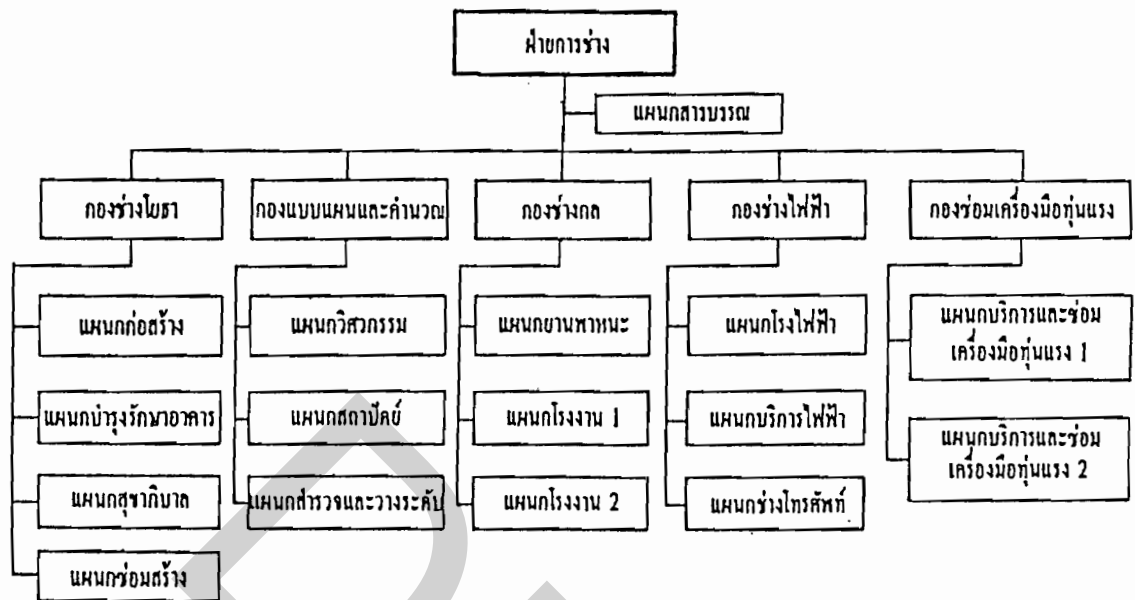 ฝ่ายการช่าง
แผนกสารบรรณ
กองช่างโยธา
กองแบบแผนและคำนวณ
กองช่างกล
กองช่างไฟฟ้า
กองซ่อมเครื่องมือทุ่นแรง
แผนกก่อสร้าง
แผนกบำรุงรักษาอาคาร
แผนกสุขาภิบาล
แผนกซ่อมสร้าง
แผนกวิศวกรรม
แผนกสถาปัตย์
แผนกสำรวจและวางระดับ
แผนกยานพาหนะ
แผนกโรงงาน 1
แผนกโรงงาน 2
แผนกโรงไฟฟ้า
แผนกบริการไฟฟ้า
แผนกช่างโทรศัพท์
แผนกบริการและซ่อม
เครื่องมือทุ่นแรง 1
แผนกบริการและซ่อม
เครื่องมือทุ่นแรง 2